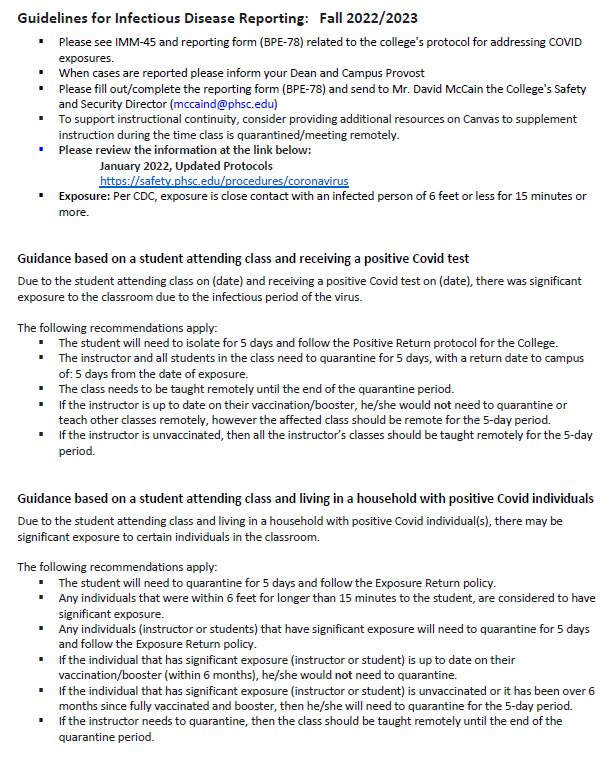 Guidelines for Infectious Disease Reporting:   Fall 2022/2023
▪ Please see IMM-45 and reporting form (BPE-78) related to the college's protocol for addressing COVID
exposures.
▪ When cases are reported please inform your Dean and Campus Provost
▪ Please fill out/complete the reporting form (BPE-78) and send to Mr. David McCain the College's Safety
and Security Director (mccaind@phsc.edu)
▪ To support instructional continuity, consider providing additional resources on Canvas to supplement
instruction during the time class is quarantined/meeting remotely.
▪ Please review the information at the link below:
January 2022, Updated Protocols
https://safety.phsc.edu/procedures/coronavirus
▪ Exposure: Per CDC, exposure is close contact with an infected person of 6 feet or less for 15 minutes or
more.
Guidance based on a student attending class and receiving a positive Covid test
Due to the student attending class on (date) and receiving a positive Covid test on (date), there was significant
exposure to the classroom due to the infectious period of the virus.
The following recommendations apply:
▪ The student will need to isolate for 5 days and follow the Positive Return protocol for the College.
▪ The instructor and all students in the class need to quarantine for 5 days, with a return date to campus
of: 5 days from the date of exposure.
▪ The class needs to be taught remotely until the end of the quarantine period.
▪ If the instructor is up to date on their vaccination/booster, he/she would not need to quarantine or
teach other classes remotely, however the affected class should be remote for the 5-day period.
▪ If the instructor is unvaccinated, then all the instructor's classes should be taught remotely for the 5-day
period.
Guidance based on a student attending class and living in a household with positive Covid individuals
Due to the student attending class and living in a household with positive Covid individual(s), there may be
significant exposure to certain individuals in the classroom.
The following recommendations apply:
▪ The student will need to quarantine for 5 days and follow the Exposure Return policy.
▪ Any individuals that were within 6 feet for longer than 15 minutes to the student, are considered to have
significant exposure.
▪ Any individuals (instructor or students) that have significant exposure will need to quarantine for 5 days
and follow the Exposure Return policy.
▪ If the individual that has significant exposure (instructor or student) is up to date on their
vaccination/booster (within 6 months), he/she would not need to quarantine.
▪ If the individual that has significant exposure (instructor or student) is unvaccinated or it has been over 6
months since fully vaccinated and booster, then he/she will need to quarantine for the 5-day period.
▪ If the instructor needs to quarantine, then the class should be taught remotely until the end of the
quarantine period.